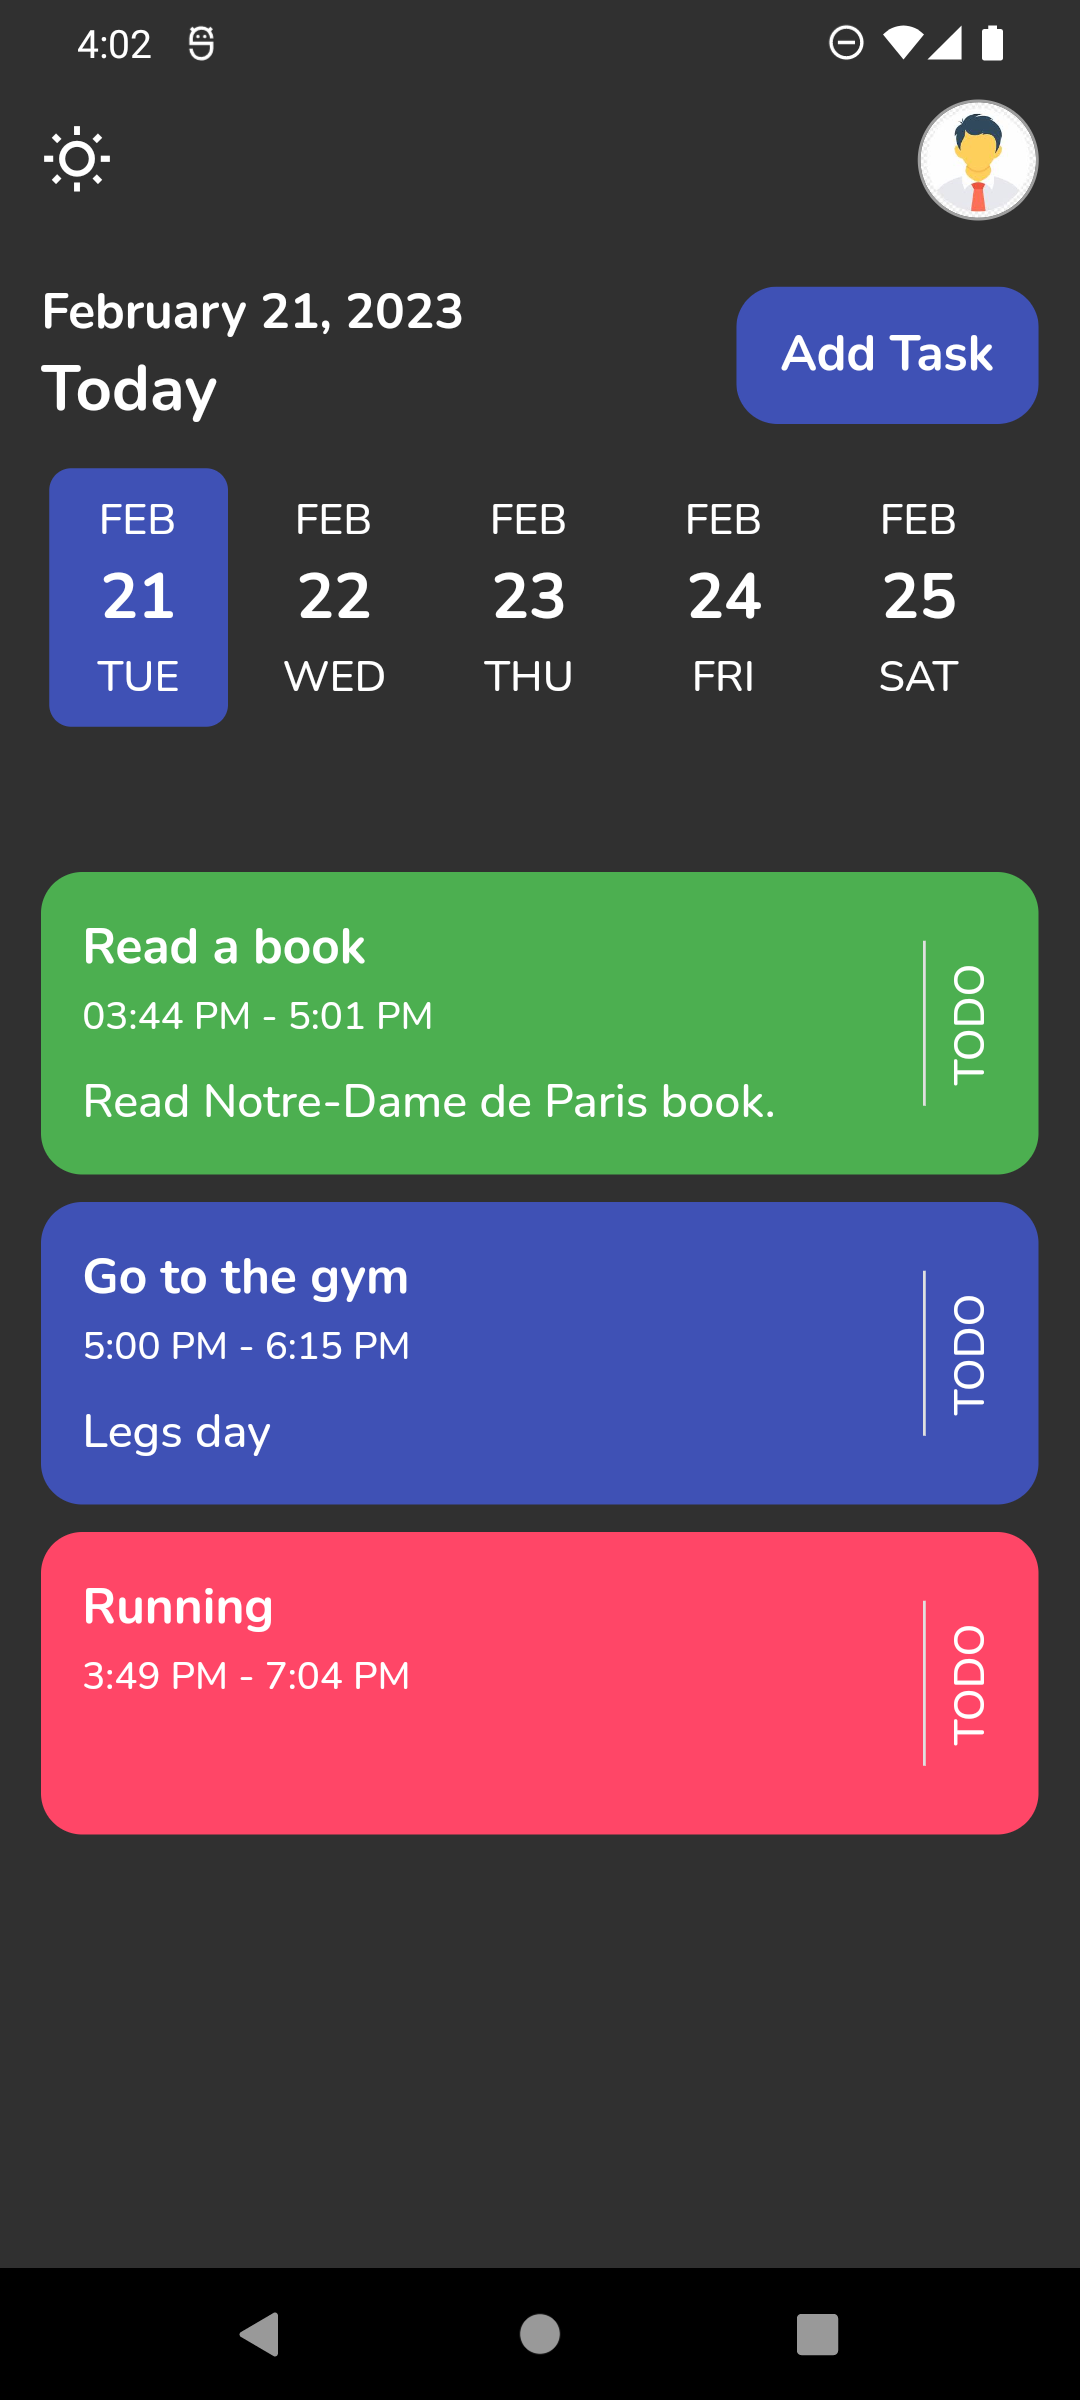 4:02
February 21, 2023
Today
Add Task
FEB FEB FEB FEB FEB
21 22 23 24 25
TUE WED THU FRI SAT
Read a book
03:44 PM - 5:01 PM
Read Notre-Dame de Paris book.
TODO
Go to the gym
5:00 PM - 6:15 PM
Legs day
TODO
Running
3:49 PM - 7:04 PM
TODO